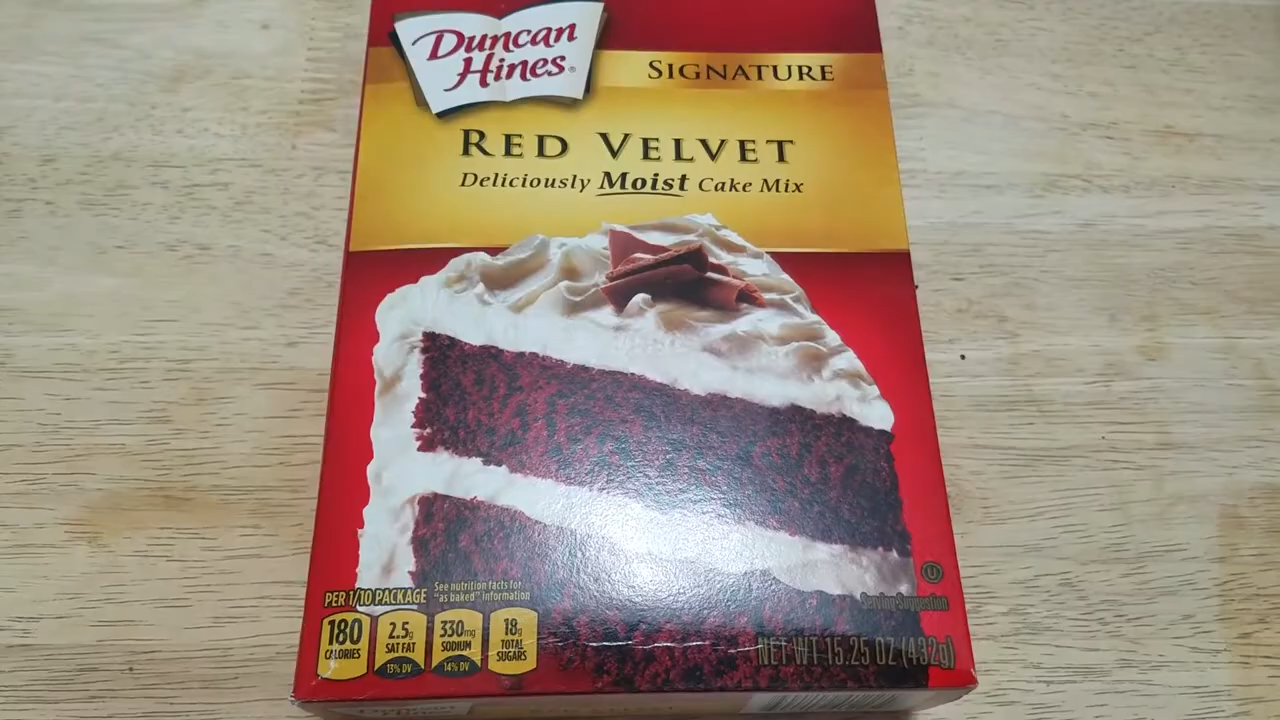 Duncan
Hines®
SIGNATURE
RED VELVET
Deliciously Moist Cake Mix
PER 1/10 PACKAGE
See nutrition facts for
"as baked" information
180
CALORIES
2.5g
SAT FAT
13% DV
330mg
SODIUM
14% DV
18g
TOTAL
SUGARS
U
Serving Suggestion
NET WT 15.25 OZ (432g)